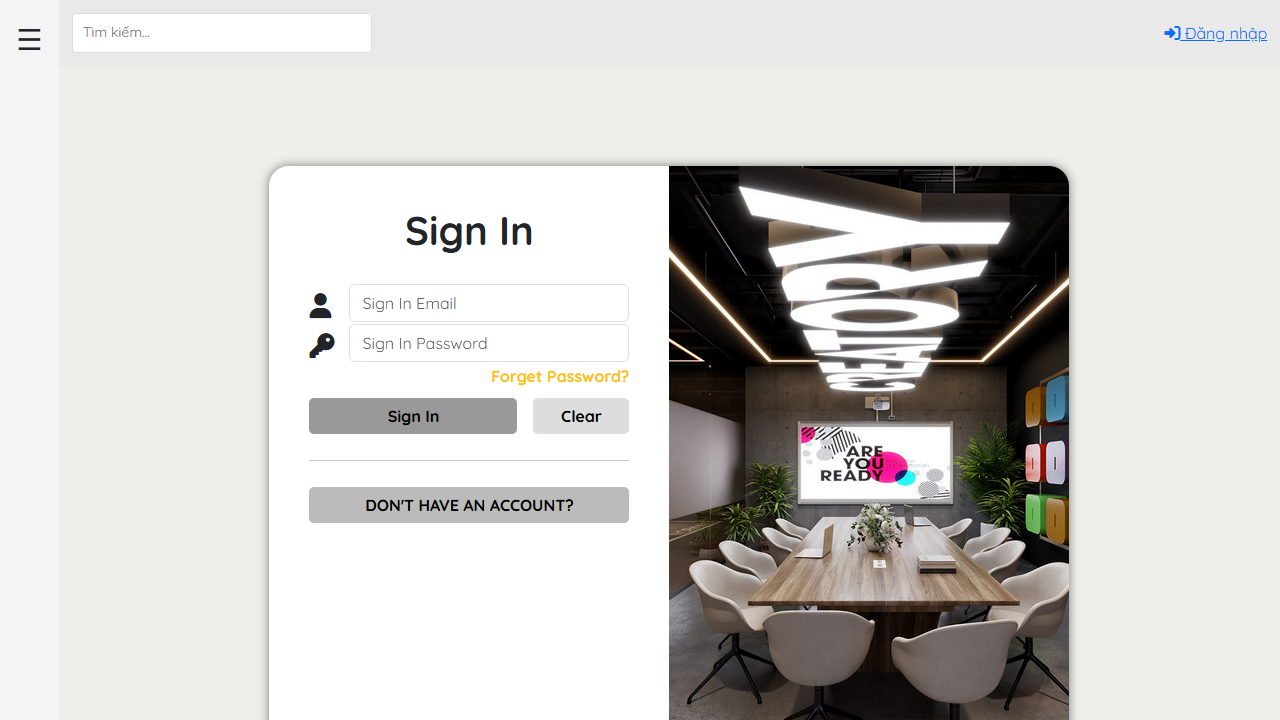 Tìm kiếm...
Đăng nhập
Sign In
Sign In Email
Sign In Password
Forget Password?
Sign In
Clear
DON'T HAVE AN ACCOUNT?
CREATORY
ARE
YOU
READY